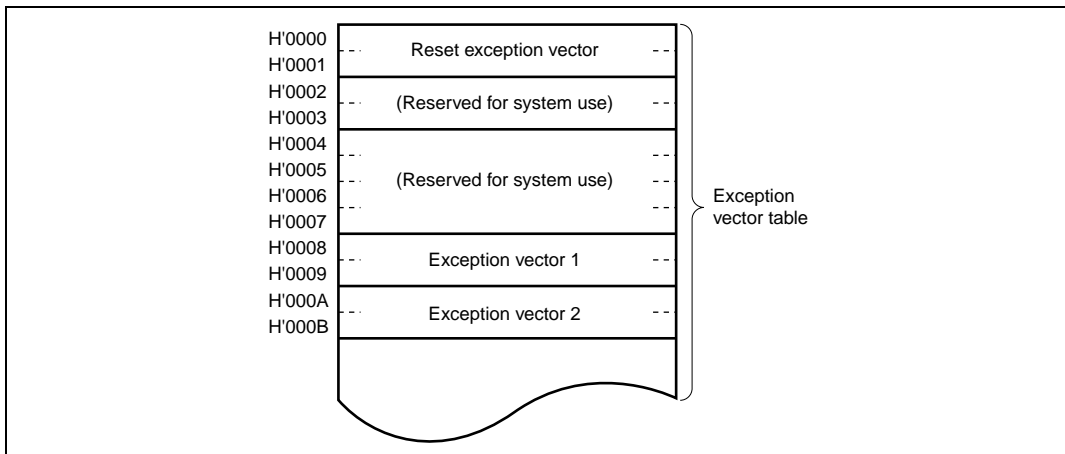 H'0000
Reset exception vector
H'0001
H'0002
(Reserved for system use)
H'0003
H'0004
H'0005
(Reserved for system use)
H'0006
H'0007
H'0008
Exception vector 1
H'0009
H'000A
Exception vector 2
H'000B
Exception
vector table